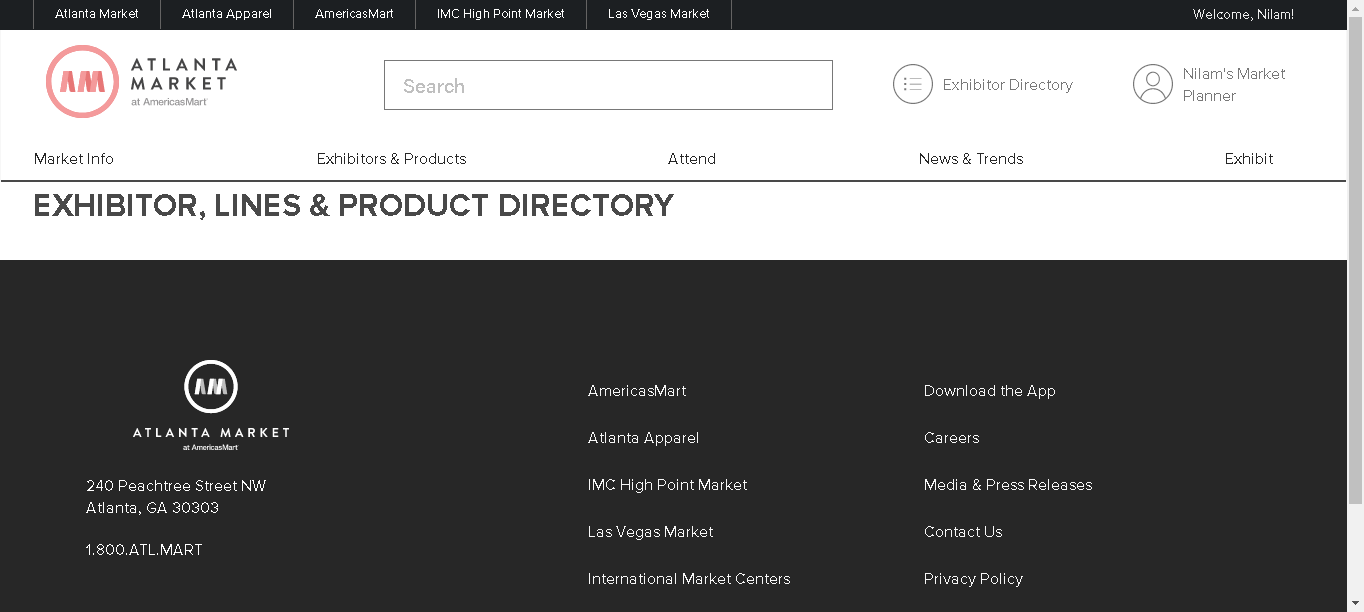 Atlanta Market
Atlanta Apparel
AmericasMart
IMC High Point Market
Las Vegas Market
Welcome, Nilam!
AM
ATLANTA
MARKET
at AmericasMart
Search
Exhibitor Directory
Nilam's Market
Planner
Market Info
Exhibitors & Products
Attend
News & Trends
Exhibit
EXHIBITOR, LINES & PRODUCT DIRECTORY
AM
ATLANTA MARKET
at AmericasMart
240 Peachtree Street NW
Atlanta, GA 30303
1.800.ATL.MART
AmericasMart
Atlanta Apparel
IMC High Point Market
Las Vegas Market
International Market Centers
Download the App
Careers
Media & Press Releases
Contact Us
Privacy Policy